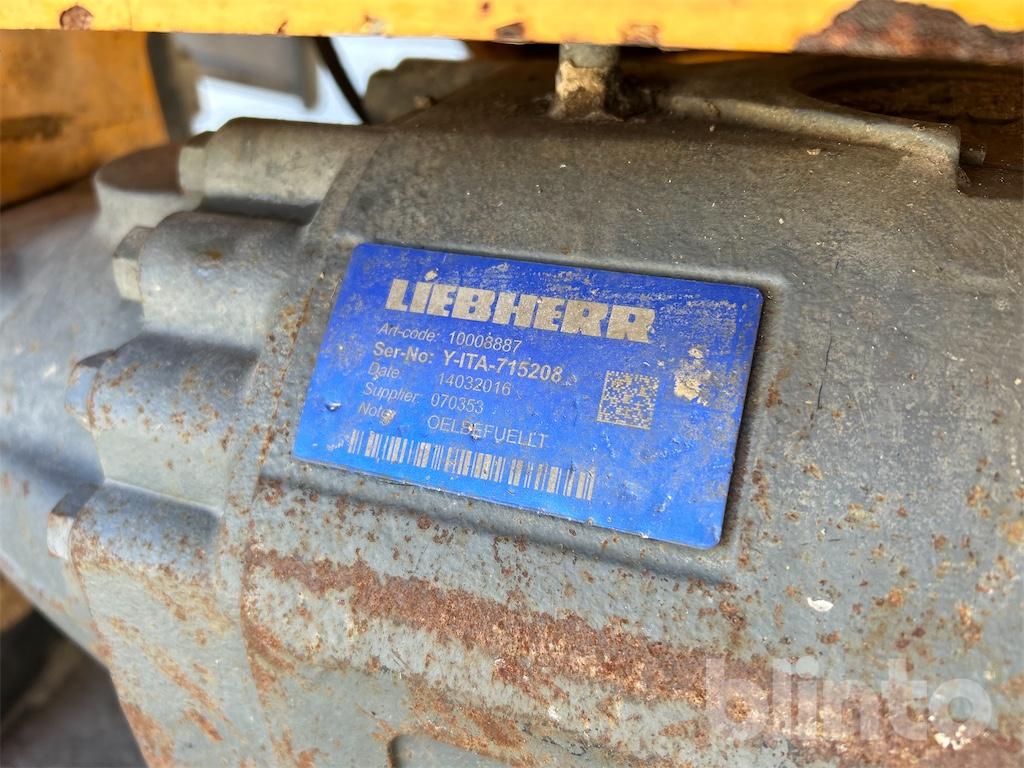 LIEBHERR
Art-code: 10008887
Ser-No: Y-ITA-715208
Date 14032016
Supplier: 070353
Note: OELBEFUELLT
blinto